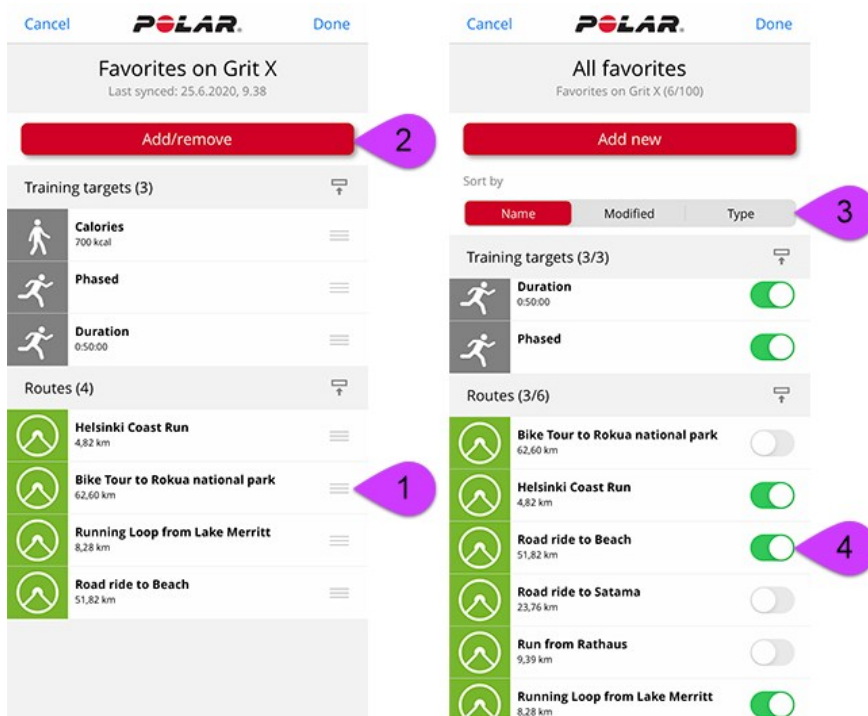 Cancel
POLAR.
Done
Favorites on Grit X
Last synced: 25.6.2020, 9.38
Add/remove
2
Training targets (3)
Calories
700 kcal
Phased
Duration
0:50:00
Routes (4)
Helsinki Coast Run
4,82 km
Bike Tour to Rokua national park
62,60 km
1
Running Loop from Lake Merritt
8,28 km
Road ride to Beach
51,82 km
Cancel
POLAR.
Done
All favorites
Favorites on Grit X (6/100)
Add new
Sort by
Name Modified Type
3
Training targets (3/3)
Duration
0:50:00
Phased
Routes (3/6)
Bike Tour to Rokua national park
62,60 km
Helsinki Coast Run
4,82 km
Road ride to Beach
51,82 km
4
Road ride to Satama
23,76 km
Run from Rathaus
9,39 km
Running Loop from Lake Merritt
8,28 km